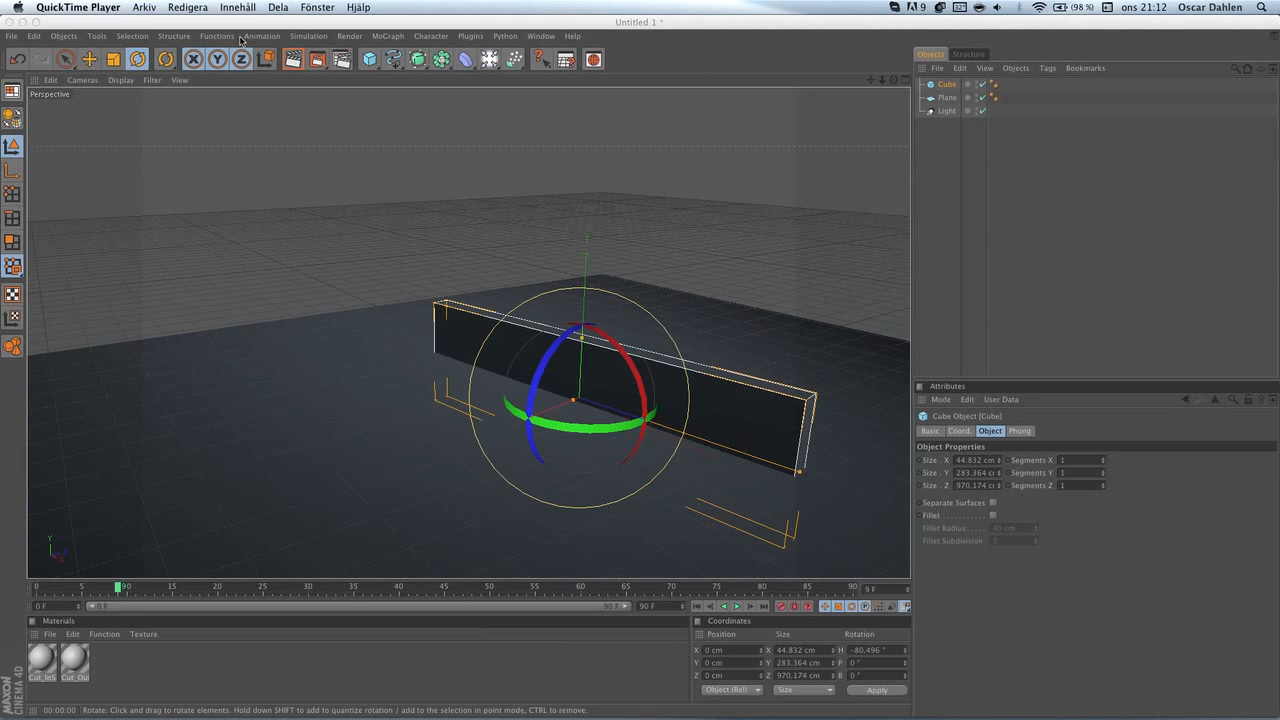 QuickTime Player Arkiv Redigera Innehåll Dela Fönster Hjälp 9 (98 %) ons 21:12 Oscar Dahlen
Untitled 1 *
File Edit Objects Tools Selection Structure Functions Animation Simulation Render MoGraph Character Plugins Python Window Help
Objects Structure
File Edit View Objects Tags Bookmarks
Edit Cameras Display Filter View
Perspective
Cube
Plane
Light
X Y Z
Y
Attributes
Mode Edit User Data
Cube Object [Cube]
Basic Coord. Object Phong
Object Properties
Size . X 44.832 cm Segments X 1
Size . Y 283.364 c Segments Y 1
Size . Z 970.174 c Segments Z 1
Separate Surfaces
Fillet . . . . . . . . . . .
Fillet Radius. . . . . 40 cm
Fillet Subdivision 5
Y Z X
0 5 90 15 20 25 30 35 40 45 50 55 60 65 70 75 80 85 90 9 F
0 F 0 F 90 F 90 F
Materials
File Edit Function Texture
Cut_InS Cut_Out
Coordinates
Position Size Rotation
X 0 cm X 44.832 cm H -80.496 °
Y 0 cm Y 283.364 cm P 0 °
Z 0 cm Z 970.174 cm B 0 °
Object (Rel) Size Apply
MAXON CINEMA 4D
00:00:00 Rotate: Click and drag to rotate elements. Hold down SHIFT to add to quantize rotation / add to the selection in point mode, CTRL to remove.